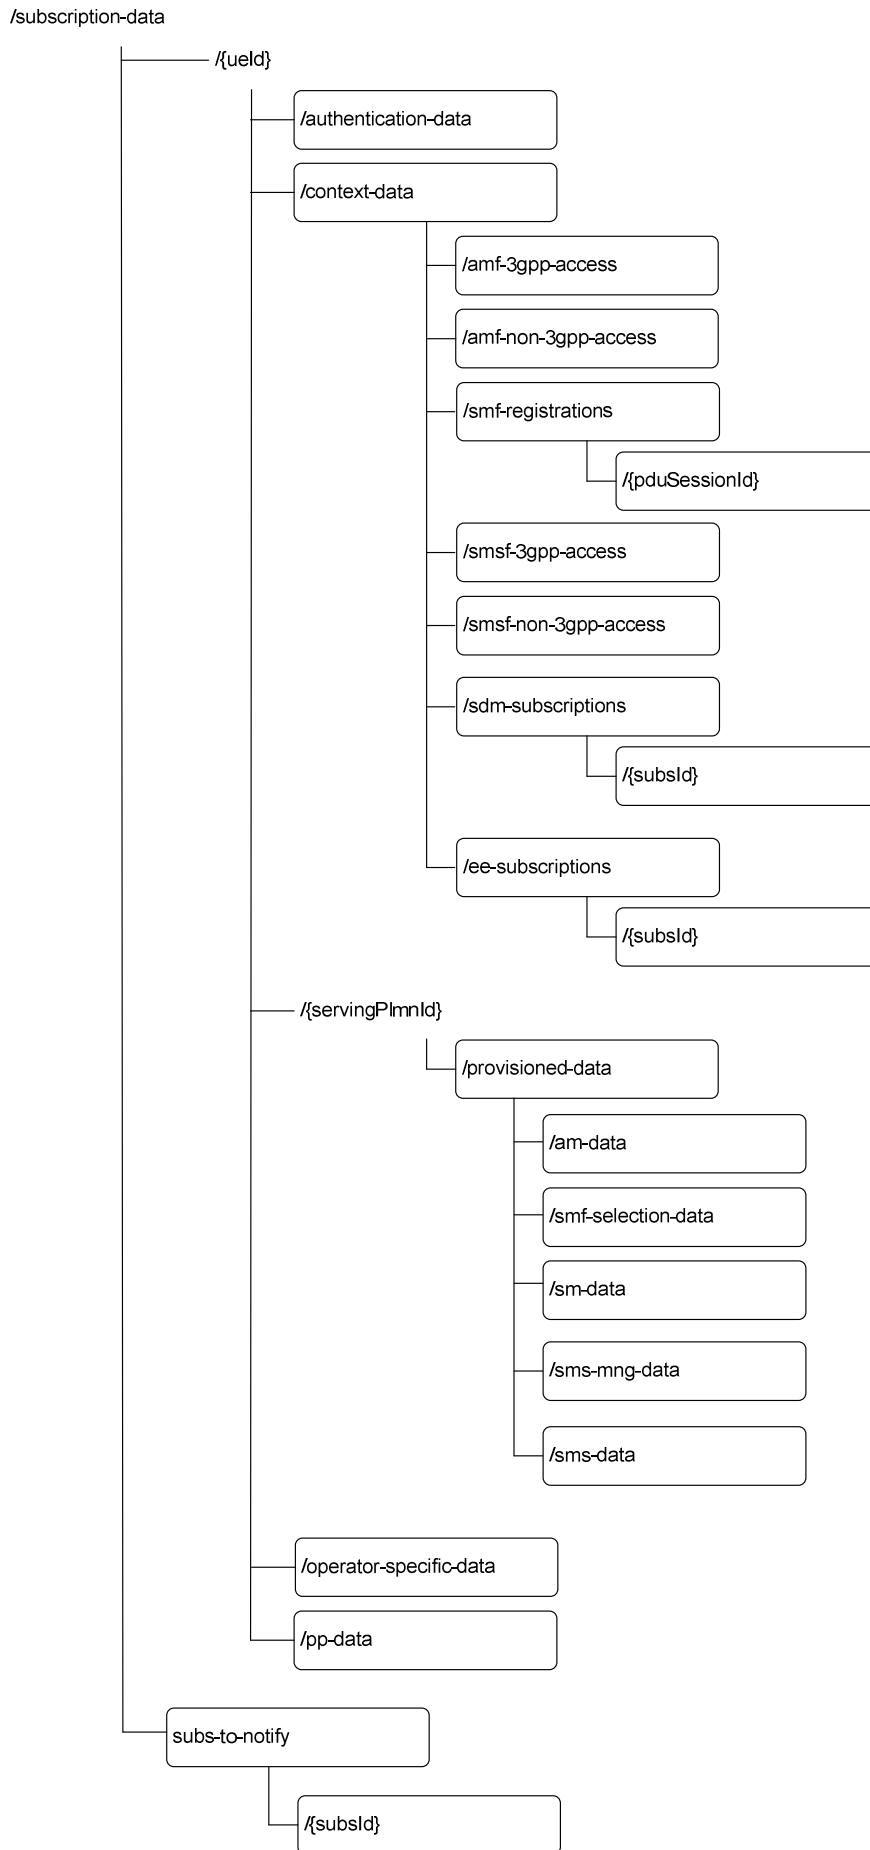 /subscription-data
/{ueId}
/authentication-data
/context-data
/amf-3gpp-access
/amf-non-3gpp-access
/smf-registrations
/{pduSessionId}
/smsf-3gpp-access
/smsf-non-3gpp-access
/sdm-subscriptions
/{subsId}
/ee-subscriptions
/{subsId}
/{servingPlmnId}
/provisioned-data
/am-data
/smf-selection-data
/sm-data
/sms-mng-data
/sms-data
/operator-specific-data
/pp-data
subs-to-notify
/{subsId}